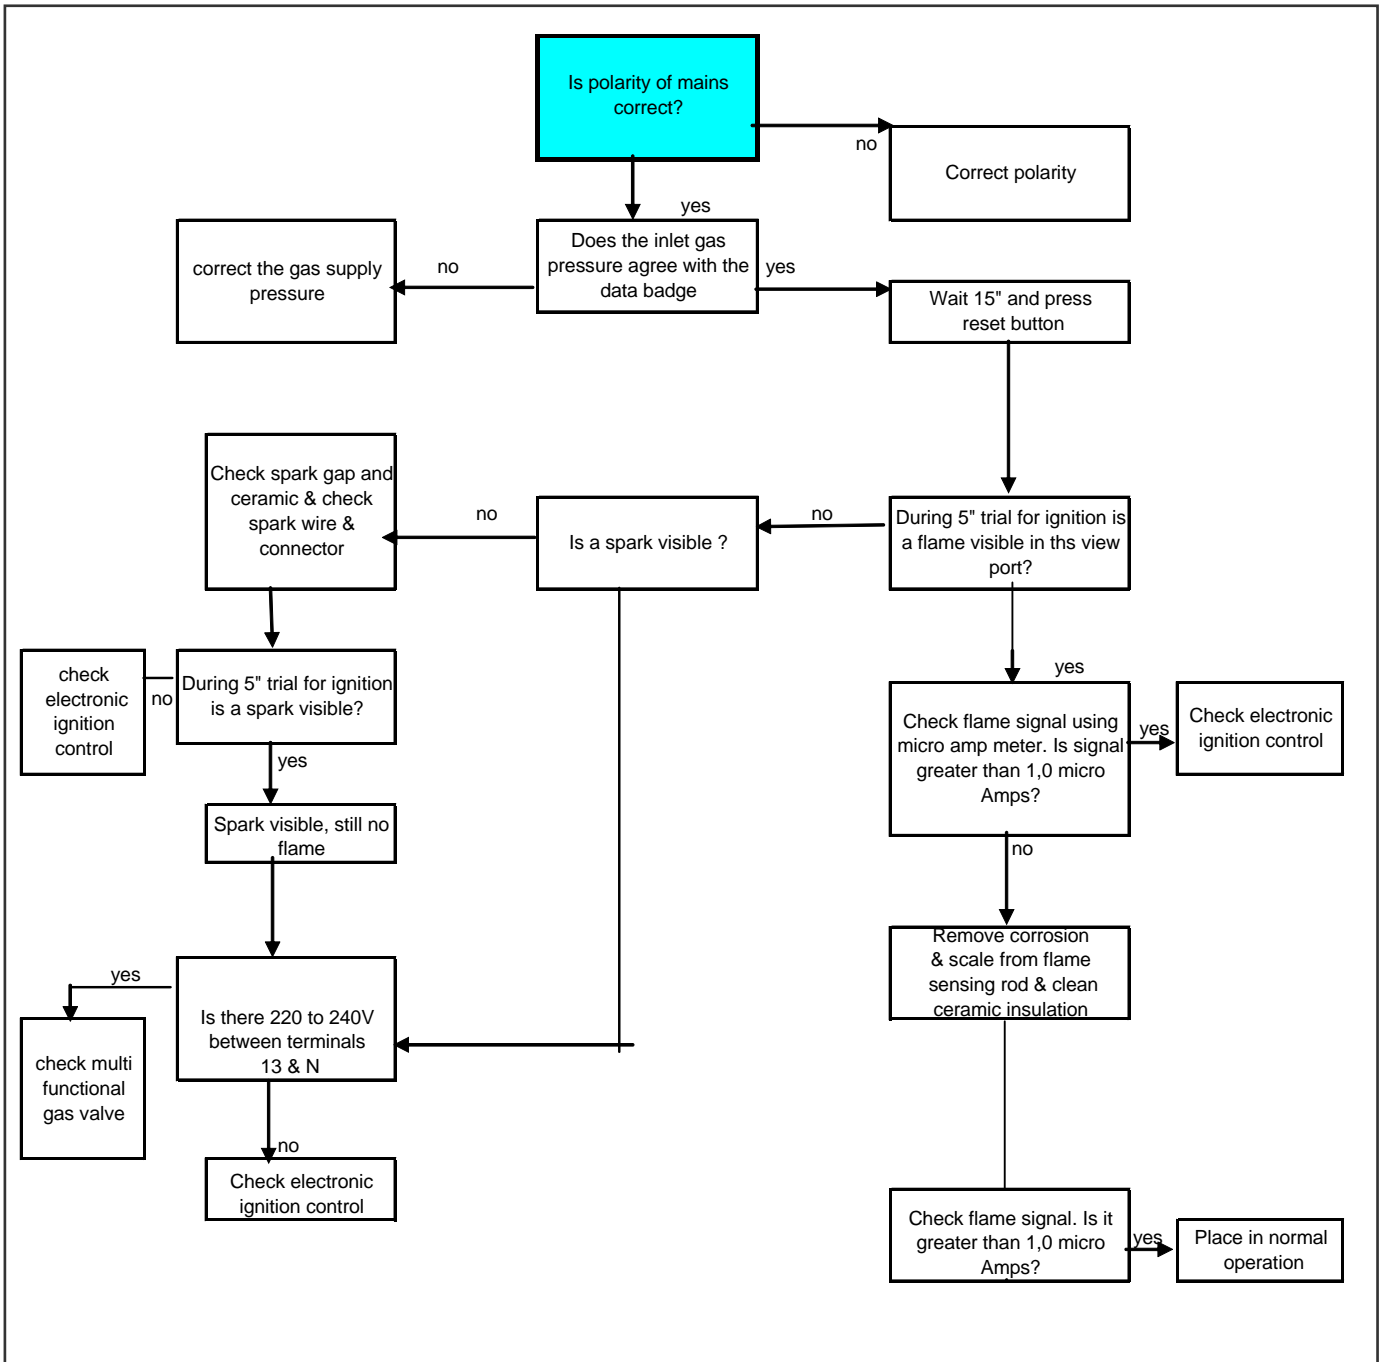 Is polarity of mains
correct?
no
Correct polarity
yes
correct the gas supply
pressure
no
Does the inlet gas
pressure agree with the
data badge
yes
Wait 15" and press
reset button
Check spark gap and
ceramic & check
spark wire &
connector
no
Is a spark visible ?
no
During 5" trial for ignition is
a flame visible in ths view
port?
check
electronic
ignition
control
no
During 5" trial for ignition
is a spark visible?
yes
yes
Check flame signal using
micro amp meter. Is signal
greater than 1,0 micro
Amps?
yes
Check electronic
ignition control
Spark visible, still no
flame
no
Remove corrosion
& scale from flame
sensing rod & clean
ceramic insulation
yes
Is there 220 to 240V
between terminals
13 & N
check multi
functional
gas valve
no
Check electronic
ignition control
Check flame signal. Is it
greater than 1,0 micro
Amps?
yes
Place in normal
operation